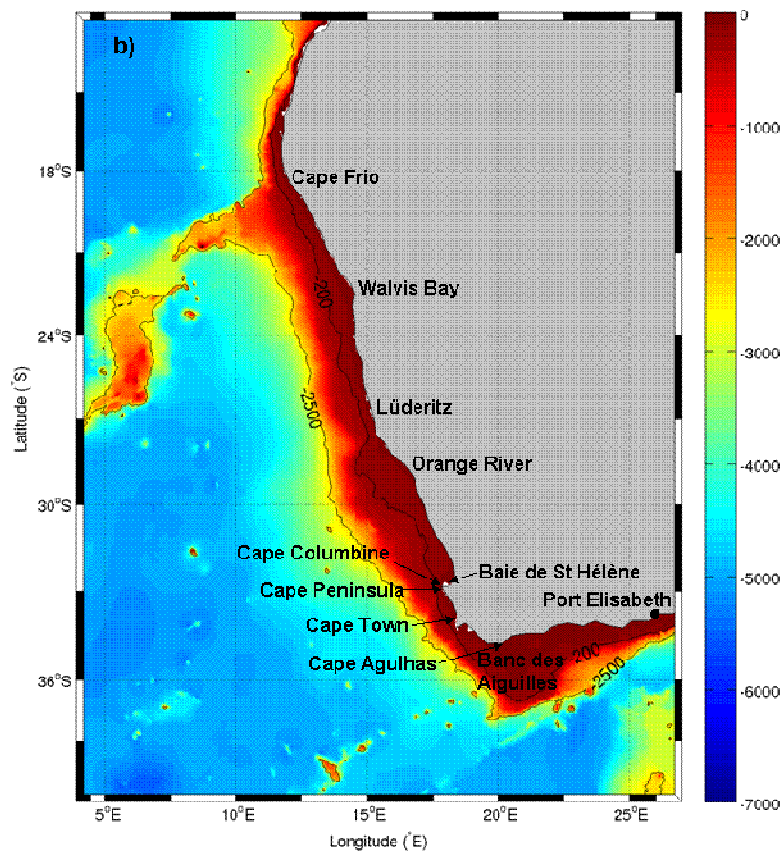 b)
0
-1000
-2000
-3000
-4000
-5000
-6000
-7000
18°S
24°S
30°S
36°S
Latitude (°S)
Cape Frio
Walvis Bay
-200
Lüderitz
-2500
Orange River
Cape Columbine
Baie de St Hélène
Cape Peninsula
Port Elisabeth
Cape Town
Cape Agulhas
Banc des
Aiguilles
-200
-2500
5°E
10°E
15°E
20°E
25°E
Longitude (°E)